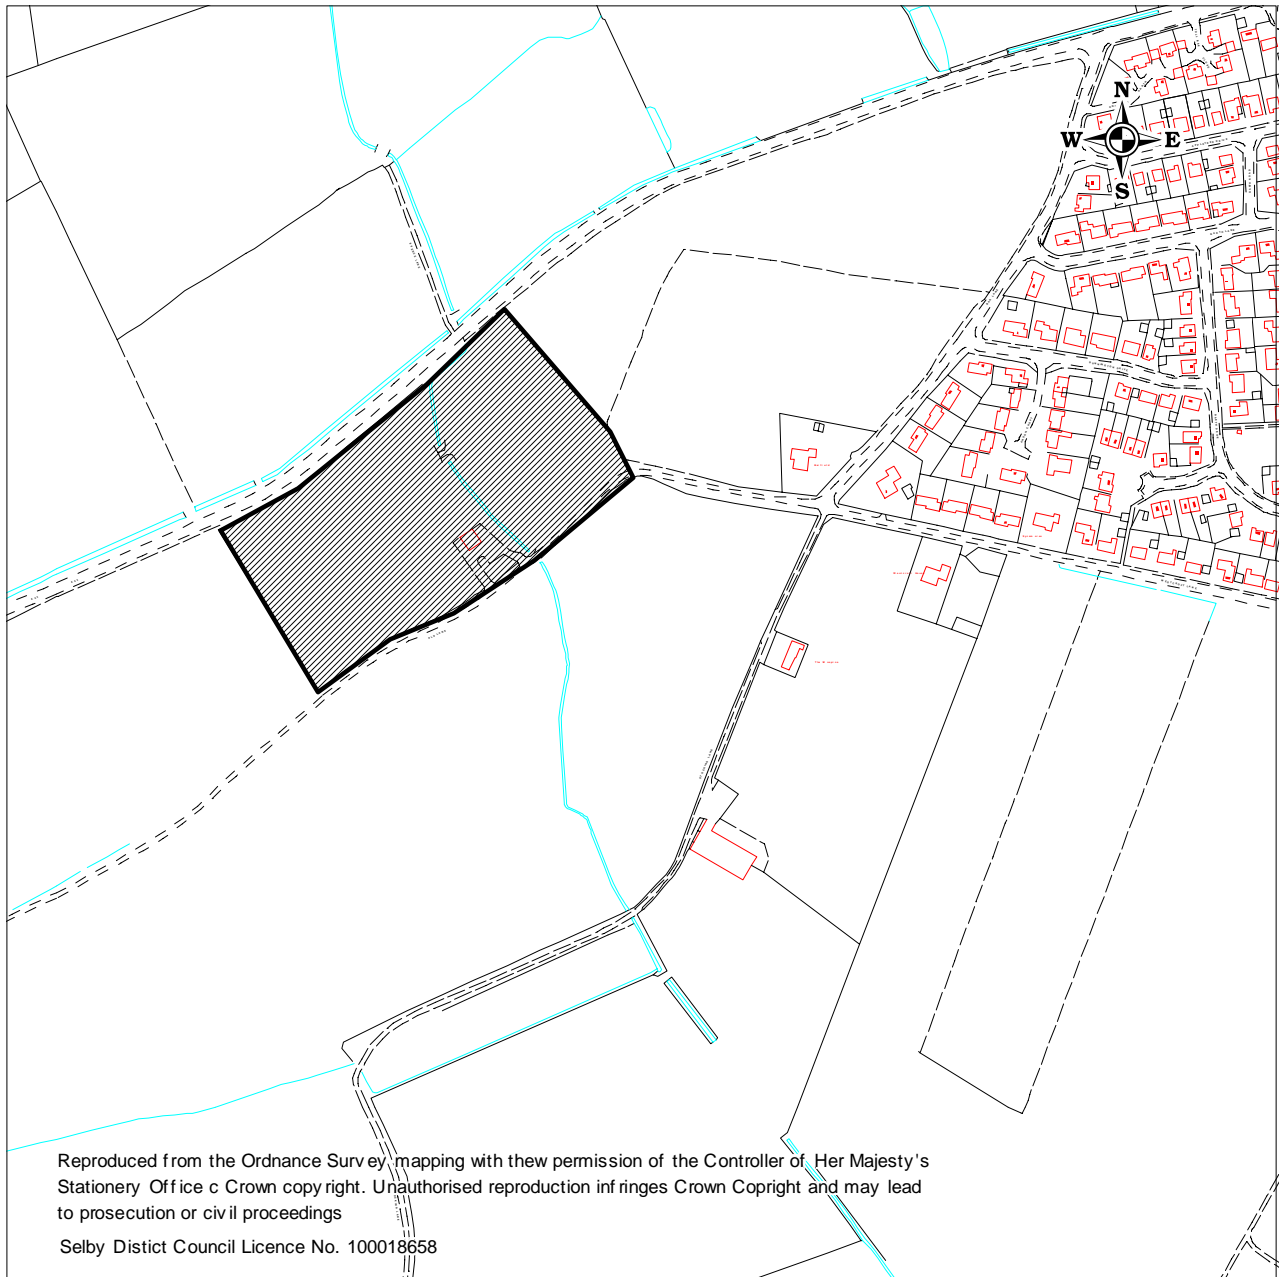 N
W E
S
Reproduced from the Ordnance Survey mapping with thew permission of the Controller of Her Majesty's
Stationery Office c Crown copyright. Unauthorised reproduction infringes Crown Copright and may lead
to prosecution or civil proceedings
Selby Distict Council Licence No. 100018658